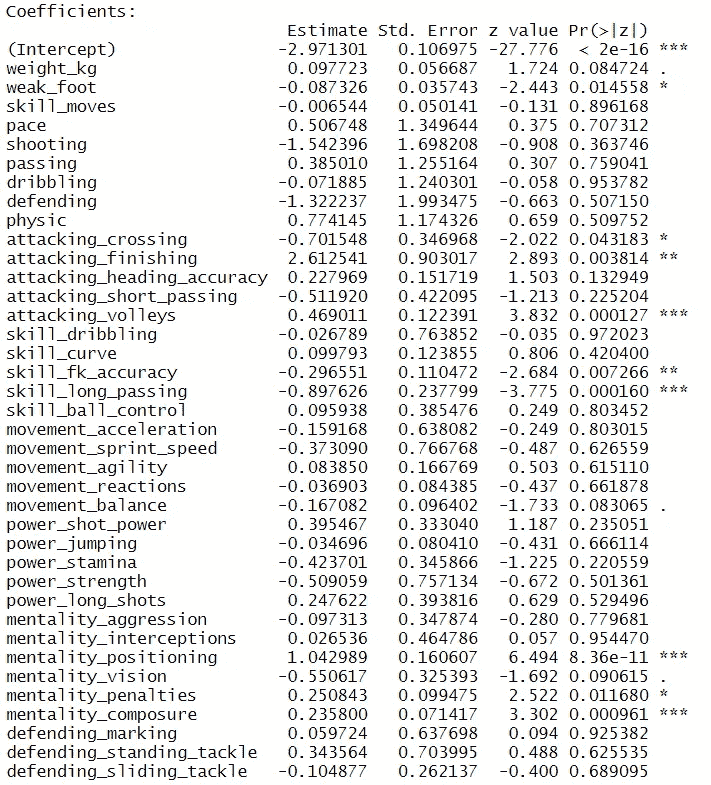 Coefficients:
Estimate Std. Error z value Pr(>|z|)
(Intercept) -2.971301 0.106975 -27.776 < 2e-16 ***
weight_kg 0.097723 0.056687 1.724 0.084724 .
weak_foot -0.087326 0.035743 -2.443 0.014558 *
skill_moves -0.006544 0.050141 -0.131 0.896168
pace 0.506748 1.349644 0.375 0.707312
shooting -1.542396 1.698208 -0.908 0.363746
passing 0.385010 1.255164 0.307 0.759041
dribbling -0.071885 1.240301 -0.058 0.953782
defending -1.322237 1.993475 -0.663 0.507150
physic 0.774145 1.174326 0.659 0.509752
attacking_crossing -0.701548 0.346968 -2.022 0.043183 *
attacking_finishing 2.612541 0.903017 2.893 0.003814 **
attacking_heading_accuracy 0.227969 0.151719 1.503 0.132949
attacking_short_passing -0.511920 0.422095 -1.213 0.225204
attacking_volleys 0.469011 0.122391 3.832 0.000127 ***
skill_dribbling -0.026789 0.763852 -0.035 0.972023
skill_curve 0.099793 0.123855 0.806 0.420400
skill_fk_accuracy -0.296551 0.110472 -2.684 0.007266 **
skill_long_passing -0.897626 0.237799 -3.775 0.000160 ***
skill_ball_control 0.095938 0.385476 0.249 0.803452
movement_acceleration -0.159168 0.638082 -0.249 0.803015
movement_sprint_speed -0.373090 0.766768 -0.487 0.626559
movement_agility 0.083850 0.166769 0.503 0.615110
movement_reactions -0.036903 0.084385 -0.437 0.661878
movement_balance -0.167082 0.096402 -1.733 0.083065 .
power_shot_power 0.395467 0.333040 1.187 0.235051
power_jumping -0.034696 0.080410 -0.431 0.666114
power_stamina -0.423701 0.345866 -1.225 0.220559
power_strength -0.509059 0.757134 -0.672 0.501361
power_long_shots 0.247622 0.393816 0.629 0.529496
mentality_aggression -0.097313 0.347874 -0.280 0.779681
mentality_interceptions 0.026536 0.464786 0.057 0.954470
mentality_positioning 1.042989 0.160607 6.494 8.36e-11 ***
mentality_vision -0.550617 0.325393 -1.692 0.090615 .
mentality_penalties 0.250843 0.099475 2.522 0.011680 *
mentality_composure 0.235800 0.071417 3.302 0.000961 ***
defending_marking 0.059724 0.637698 0.094 0.925382
defending_standing_tackle 0.343564 0.703995 0.488 0.625535
defending_sliding_tackle -0.104877 0.262137 -0.400 0.689095